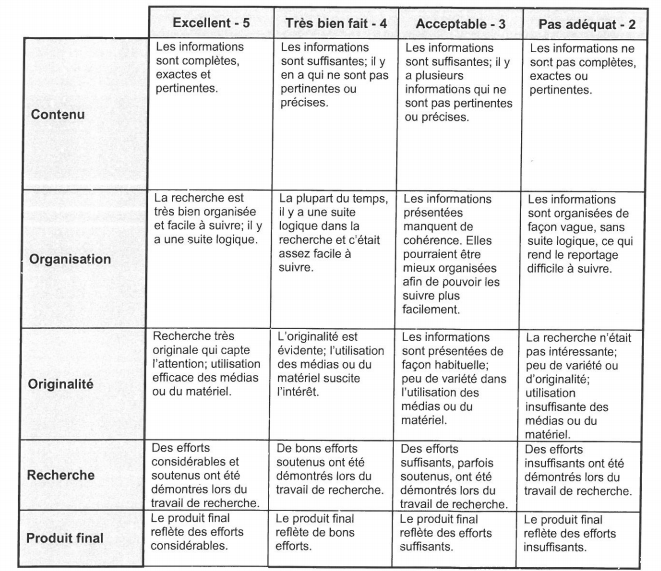 Excellent - 5
Très bien fait - 4
Acceptable - 3
Pas adéquat - 2
Contenu
Les informations
sont complètes,
exactes et
pertinentes.
Les informations
sont suffisantes; il y
en a qui ne sont pas
pertinentes ou
précises.
Les informations
sont suffisantes; il y
a plusieurs
informations qui ne
sont pas pertinentes
ou précises.
Les informations ne
sont pas complètes,
exactes ou
pertinentes.
Organisation
La recherche est
très bien organisée
et facile à suivre; il y
a une suite logique.
La plupart du temps,
il y a une suite
logique dans la
recherche et c'était
assez facile à
suivre.
Les informations
présentées
manquent de
cohérence. Elles
pourraient être
mieux organisées
afin de pouvoir les
suivre plus
facilement.
Les informations
sont organisées de
façon vague, sans
suite logique, ce qui
rend le reportage
difficile à suivre.
Originalité
Recherche très
originale qui capte
l'attention; utilisation
efficace des médias
ou du matériel.
L'originalité est
évidente; l'utilisation
des médias ou du
matériel suscite
l'intérêt.
Les informations
sont présentées de
façon habituelle;
peu de variété dans
l'utilisation des
médias ou du
matériel.
La recherche n'était
pas intéressante;
peu de variété ou
d'originalité;
utilisation
insuffisante des
médias ou du
matériel.
Recherche
Des efforts
considérables et
soutenus ont été
démontrés lors du
travail de recherche.
De bons efforts
soutenus ont été
démontrés lors du
travail de recherche.
Des efforts
suffisants, parfois
soutenus, ont été
démontrés lors du
travail de recherche.
Des efforts
insuffisants ont été
démontrés lors du
travail de recherche.
Produit final
Le produit final
reflète des efforts
considérables.
Le produit final
reflète de bons
efforts.
Le produit final
reflète des efforts
suffisants.
Le produit final
reflète des efforts
insuffisants.